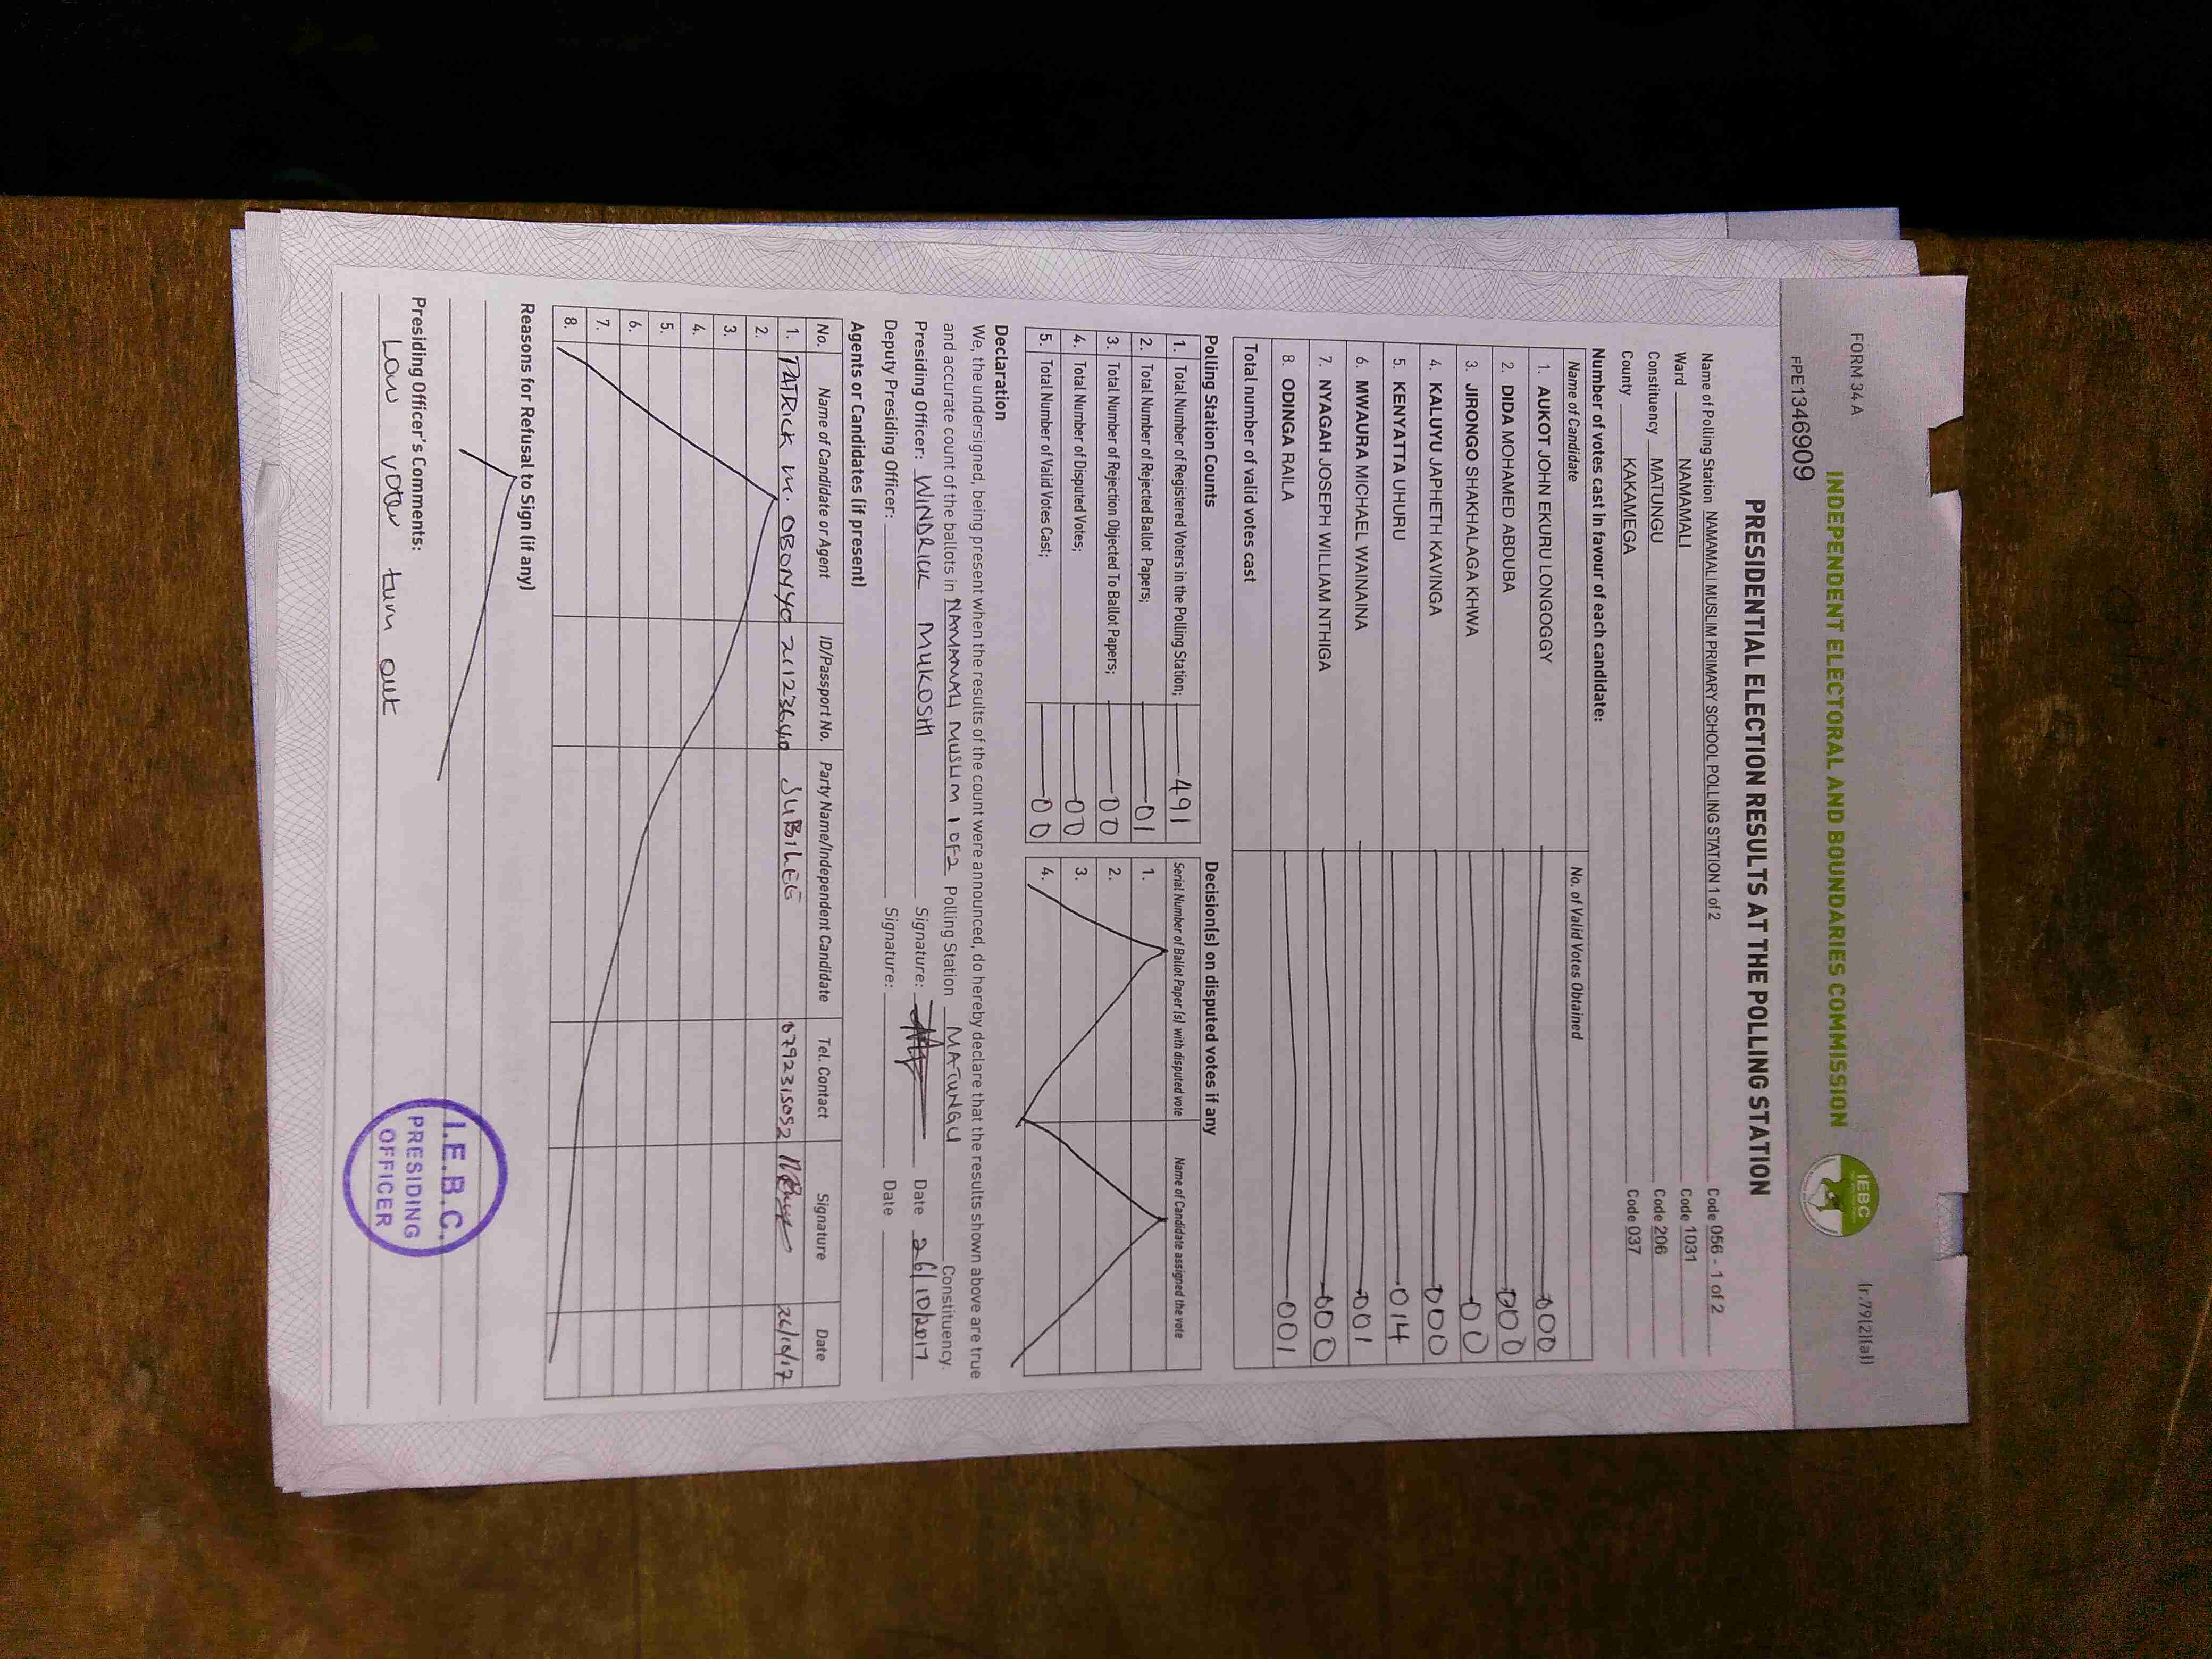 FORM 34 A
(r.79(2)(a))
INDEPENDENT ELECTORAL AND BOUNDARIES COMMISSION
IEBC
FPE1346909
PRESIDENTIAL ELECTION RESULTS AT THE POLLING STATION
Name of Polling Station NAMAMALI MUSLIM PRIMARY SCHOOL POLLING STATION 1 of 2 Code 056 - 1 of 2
Ward NAMAMALI Code 1031
Constituency MATUNGU Code 206
County KAKAMEGA Code 037
Number of votes cast in favour of each candidate:
Name of Candidate No. of Valid Votes Obtained
1. AUKOT JOHN EKURU LONGOGGY 000
2. DIDA MOHAMED ABDUBA 000
3. JIRONGO SHAKHALAGA KHWA 00
4. KALUYU JAPHETH KAVINGA 000
5. KENYATTA UHURU 014
6. MWAURA MICHAEL WAINAINA 001
7. NYAGAH JOSEPH WILLIAM NTHIGA 000
8. ODINGA RAILA 001
Total number of valid votes cast
Polling Station Counts
1. Total Number of Registered Voters in the Polling Station; 491
2. Total Number of Rejected Ballot Papers; 01
3. Total Number of Rejection Objected To Ballot Papers; 00
4. Total Number of Disputed Votes; 00
5. Total Number of Valid Votes Cast; 00
Decision(s) on disputed votes if any
Serial Number of Ballot Paper (s) with disputed vote Name of Candidate assigned the vote
1.
2.
3.
4.
Declaration
We, the undersigned, being present when the results of the count were announced, do hereby declare that the results shown above are true
and accurate count of the ballots in NAMAMALI MUSLIM 1 OF 2 Polling Station MATUNGU Constituency.
Presiding Officer: WINDRICK MUKOSHI Signature: Date 26/10/2017
Deputy Presiding Officer: Signature: Date
Agents or Candidates (if present)
No. Name of Candidate or Agent ID/Passport No. Party Name/Independent Candidate Tel. Contact Signature Date
1. PATRICK M. OBONYO 21123640 JUBILEE 0792315052 26/10/17
2.
3.
4.
5.
6.
7.
8.
Reasons for Refusal to Sign (if any)
Presiding Officer's Comments:
Low voter turn out
I.E.B.C.
PRESIDING
OFFICER